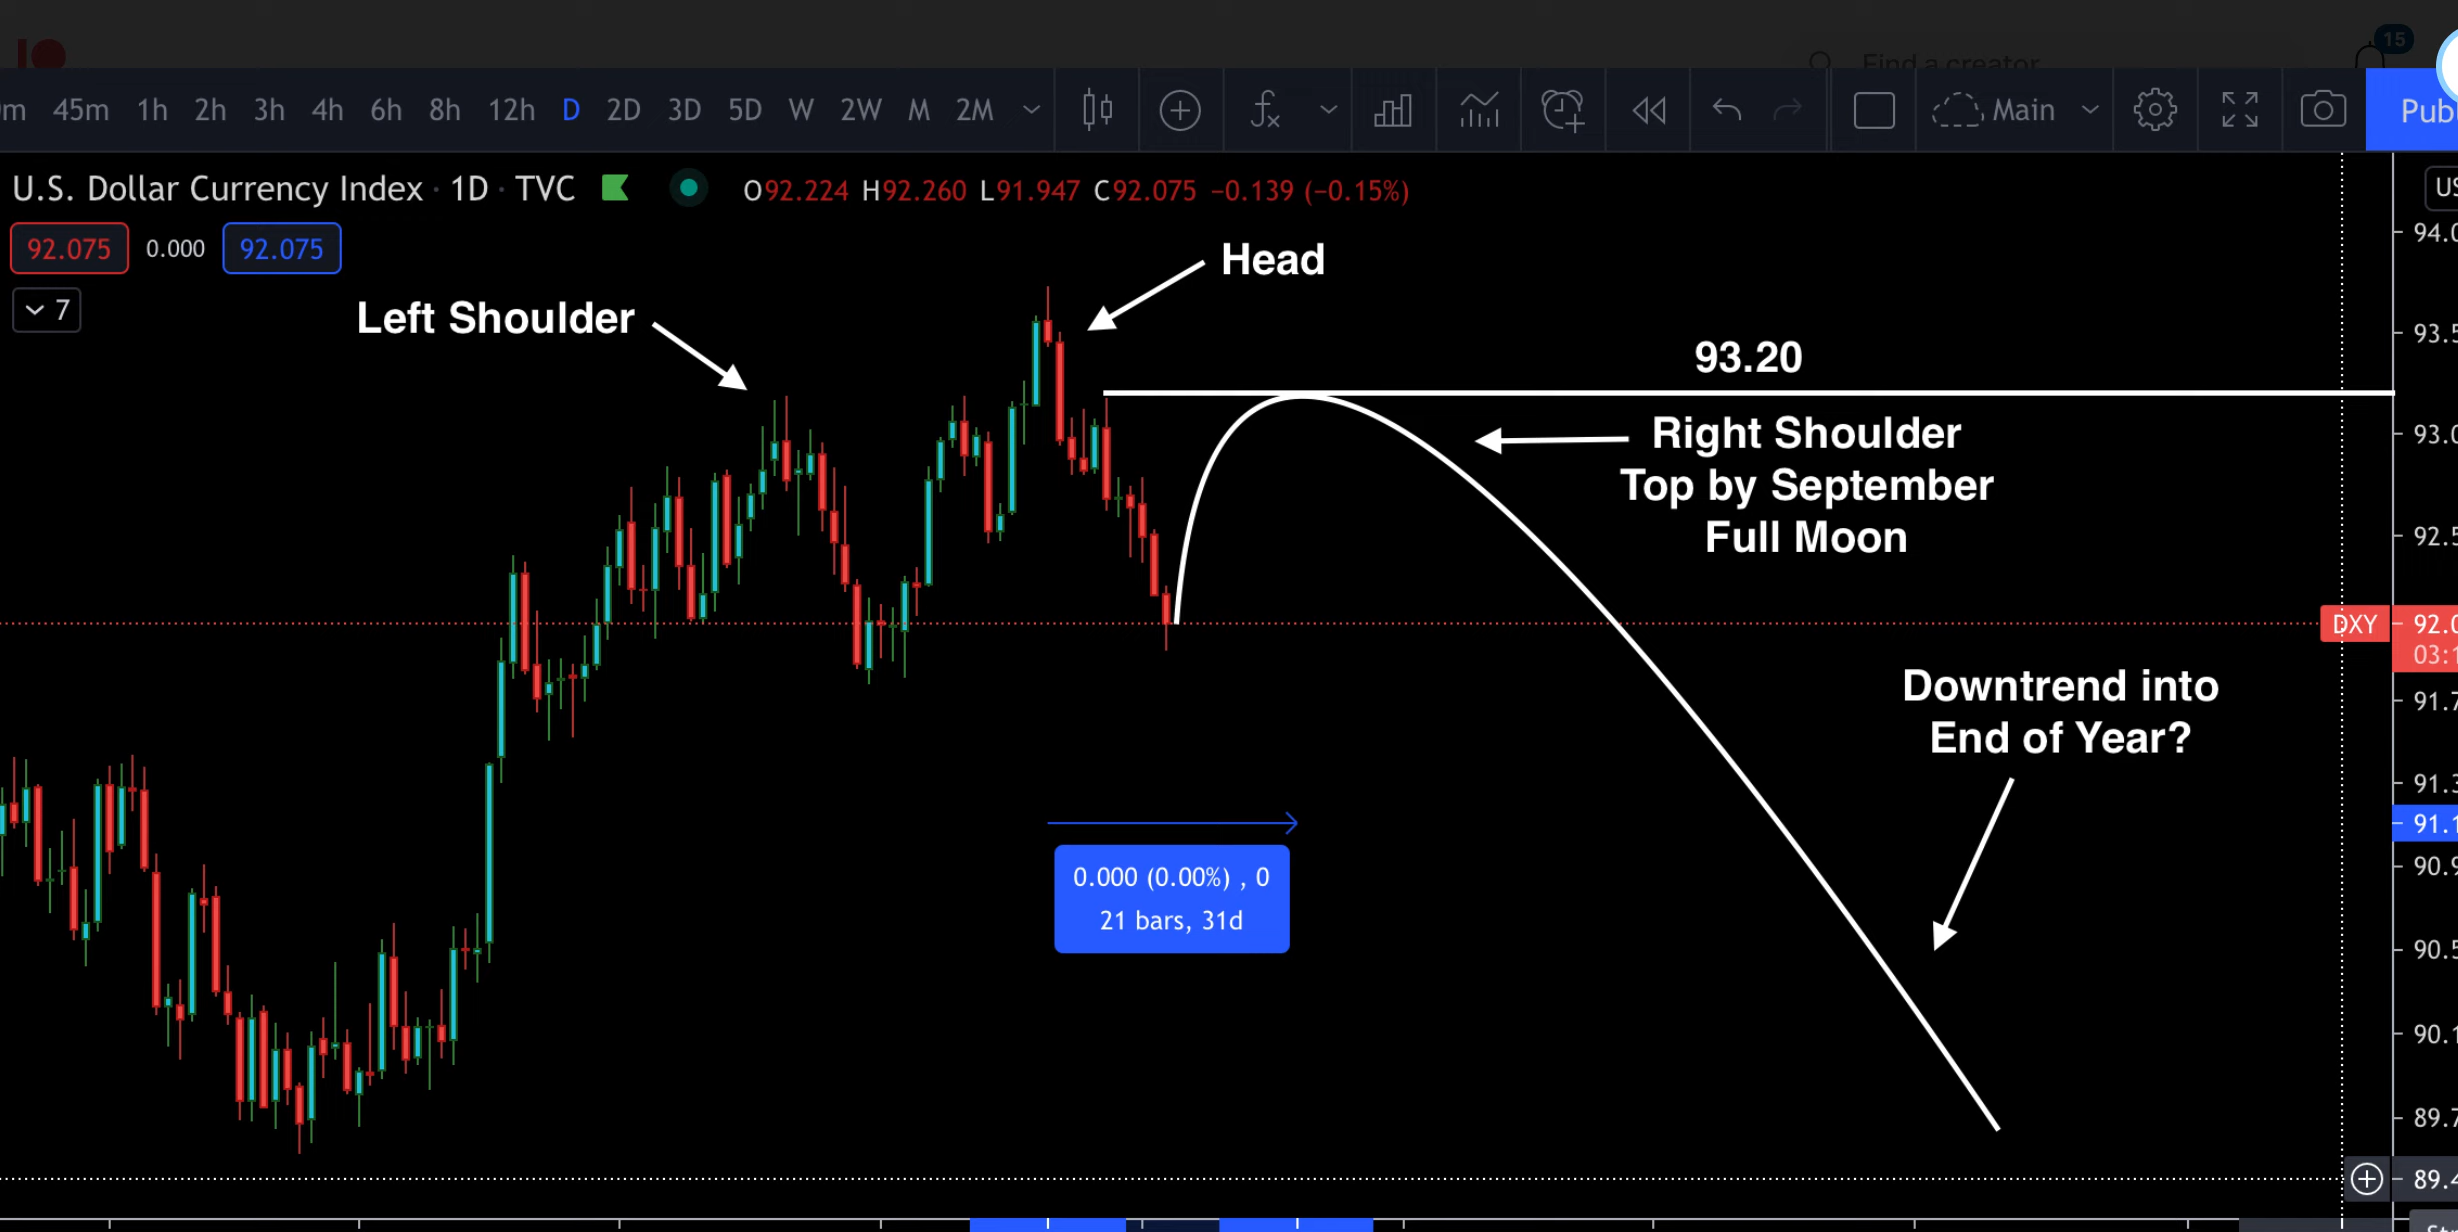 15
Find a creator
45m 1h 2h 3h 4h 6h 8h 12h D 2D 3D 5D W 2W M 2M
Main
U.S. Dollar Currency Index · 1D · TVC
O92.224 H92.260 L91.947 C92.075 −0.139 (−0.15%)
92.075 0.000 92.075
7
Head
Left Shoulder
93.20
Right Shoulder
Top by September
Full Moon
DXY
Downtrend into
End of Year?
0.000 (0.00%) , 0
21 bars, 31d